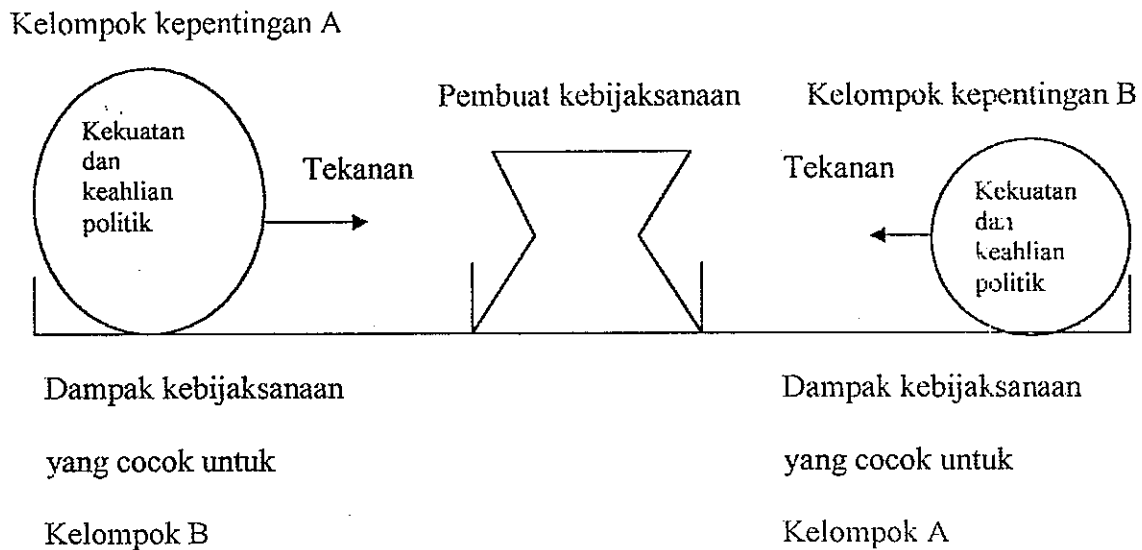 Kelompok kepentingan A
Pembuat kebijaksanaan
Kelompok kepentingan B
Kekuatan
dan
keahlian
politik
Tekanan
Tekanan
Kekuatan
dan
keahlian
politik
Dampak kebijaksanaan
yang cocok untuk
Kelompok B
Dampak kebijaksanaan
yang cocok untuk
Kelompok A